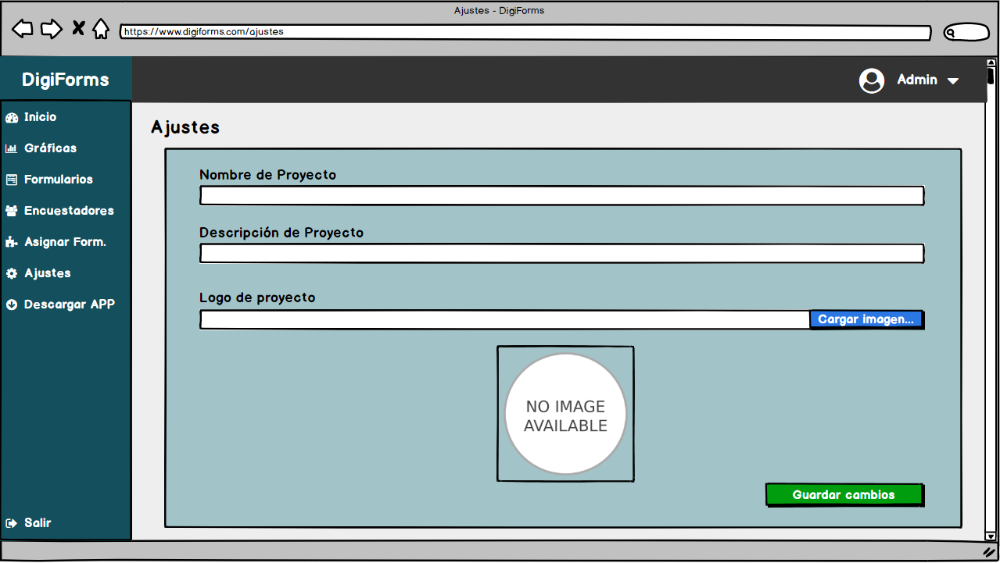 Ajustes - DigiForms
https://www.digiforms.com/ajustes
DigiForms
Admin
Inicio
Gráficas
Formularios
Encuestadores
Asignar Form.
Ajustes
Descargar APP
Salir
Ajustes
Nombre de Proyecto
Descripción de Proyecto
Logo de proyecto
Cargar imagen...
NO IMAGE
AVAILABLE
Guardar cambios